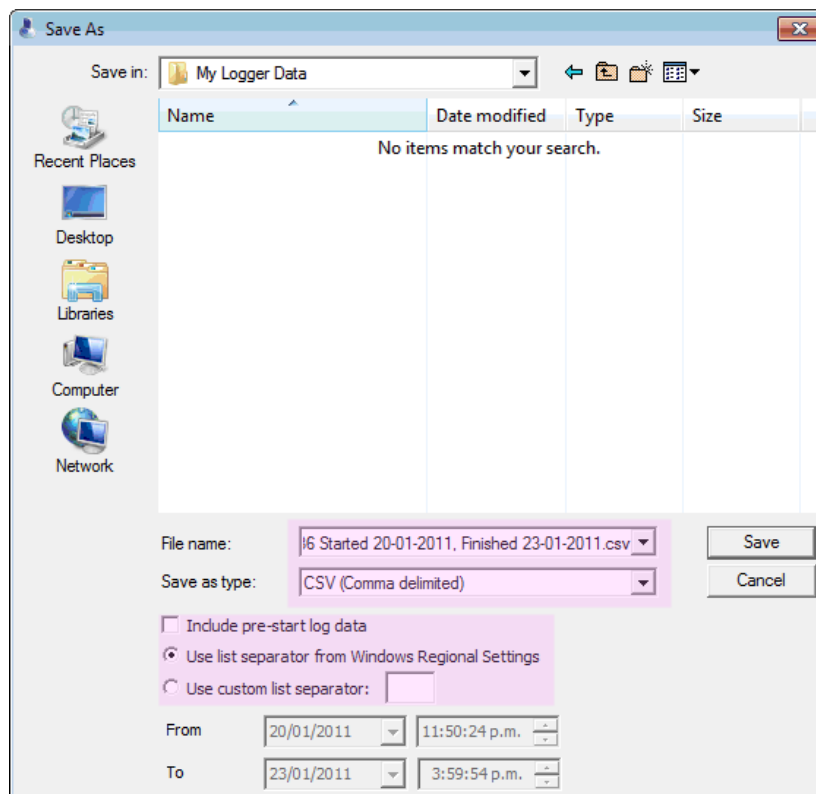 Save As
Save in: My Logger Data
Name Date modified Type Size
No items match your search.
Recent Places
Desktop
Libraries
Computer
Network
File name: 36 Started 20-01-2011, Finished 23-01-2011.csv Save
Save as type: CSV (Comma delimited) Cancel
Include pre-start log data
Use list separator from Windows Regional Settings
Use custom list separator:
From 20/01/2011 11:50:24 p.m.
To 23/01/2011 3:59:54 p.m.